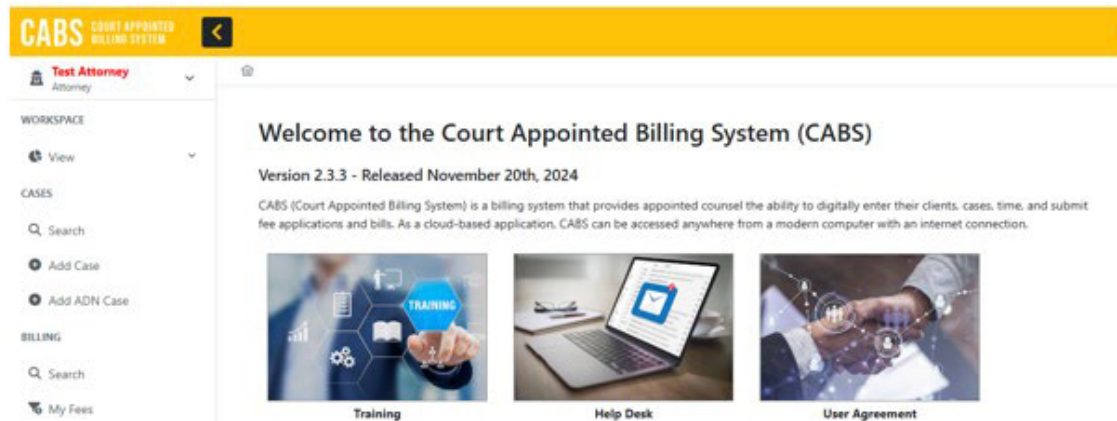 CABS COURT APPOINTED
BILLING SYSTEM
Test Attorney
Attorney
WORKSPACE
View
CASES
Search
Add Case
Add ADN Case
BILLING
Search
My Fees
Welcome to the Court Appointed Billing System (CABS)
Version 2.3.3 - Released November 20th, 2024
CABS (Court Appointed Billing System) is a billing system that provides appointed counsel the ability to digitally enter their clients, cases, time, and submit
fee applications and bills. As a cloud-based application, CABS can be accessed anywhere from a modern computer with an internet connection.
TRAINING
Training
Help Desk
User Agreement